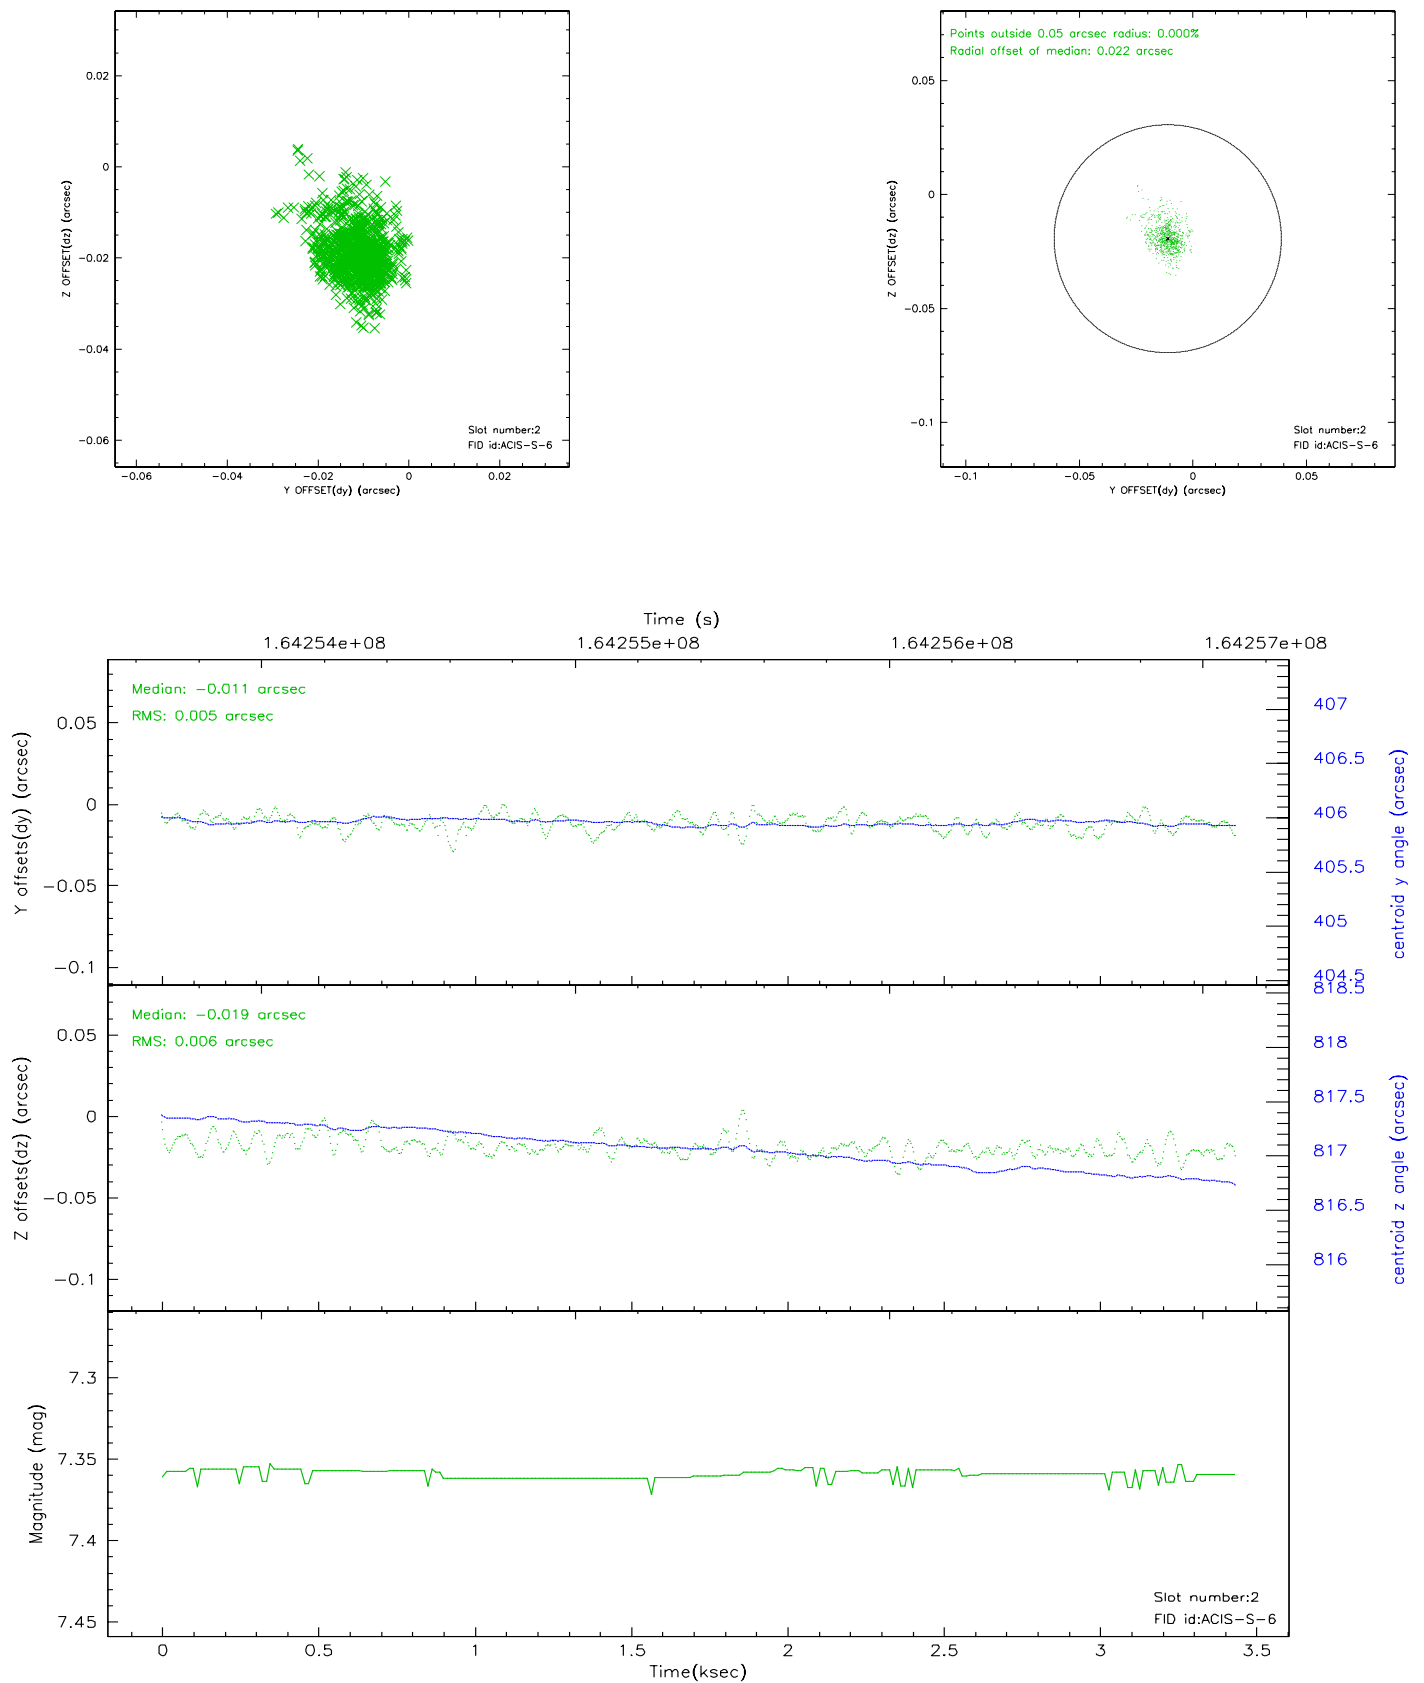 0.02
0
-0.02
-0.04
-0.06
Z OFFSET(dz) (arcsec)
Slot number:2
FID id:ACIS-S-6
-0.06
-0.04
-0.02
0
0.02
Y OFFSET(dy) (arcsec)
Points outside 0.05 arcsec radius: 0.000%
Radial offset of median: 0.022 arcsec
0.05
0
-0.05
-0.1
Z OFFSET(dz) (arcsec)
Slot number:2
FID id:ACIS-S-6
-0.1
-0.05
0
0.05
Y OFFSET(dy) (arcsec)
Time (s)
1.64254e+08
1.64255e+08
1.64256e+08
1.64257e+08
Median: -0.011 arcsec
RMS: 0.005 arcsec
0.05
0
-0.05
-0.1
Y offsets(dy) (arcsec)
407
406.5
406
405.5
405
404.5
centroid y angle (arcsec)
Median: -0.019 arcsec
RMS: 0.006 arcsec
0.05
0
-0.05
-0.1
Z offsets(dz) (arcsec)
818.5
818
817.5
817
816.5
816
centroid z angle (arcsec)
7.3
7.35
7.4
7.45
Magnitude (mag)
Slot number:2
FID id:ACIS-S-6
0
0.5
1
1.5
2
2.5
3
3.5
Time(ksec)